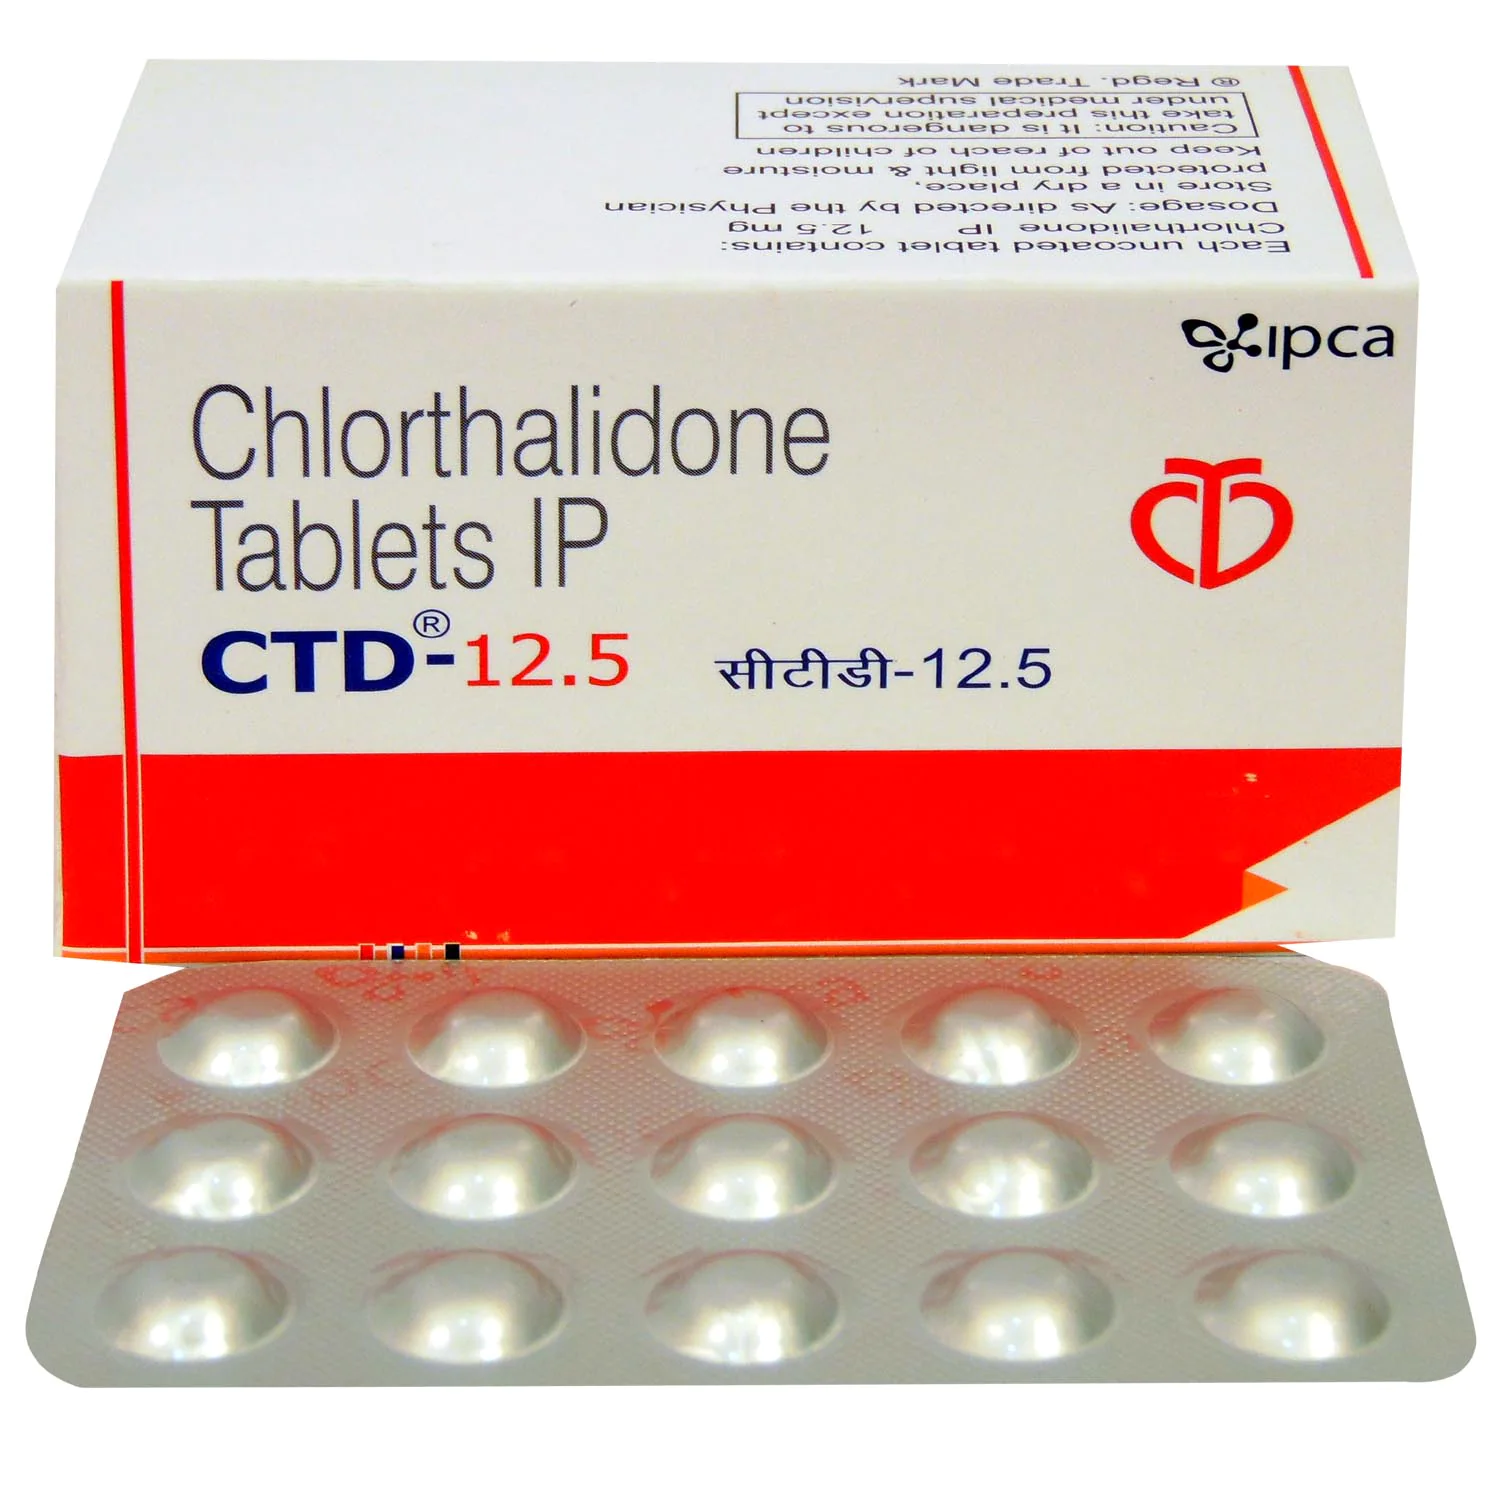 Each uncoated tablet contains:
Chlorthalidone IP 12.5 mg
Dosage: As directed by the Physician
Store in a dry place,
protected from light & moisture
Keep out of reach of children
Caution: It is dangerous to
take this preparation except
under medical supervision
® Regd. Trade Mark
ipca
Chlorthalidone
Tablets IP
CTD®-12.5 सीटीडी-12.5